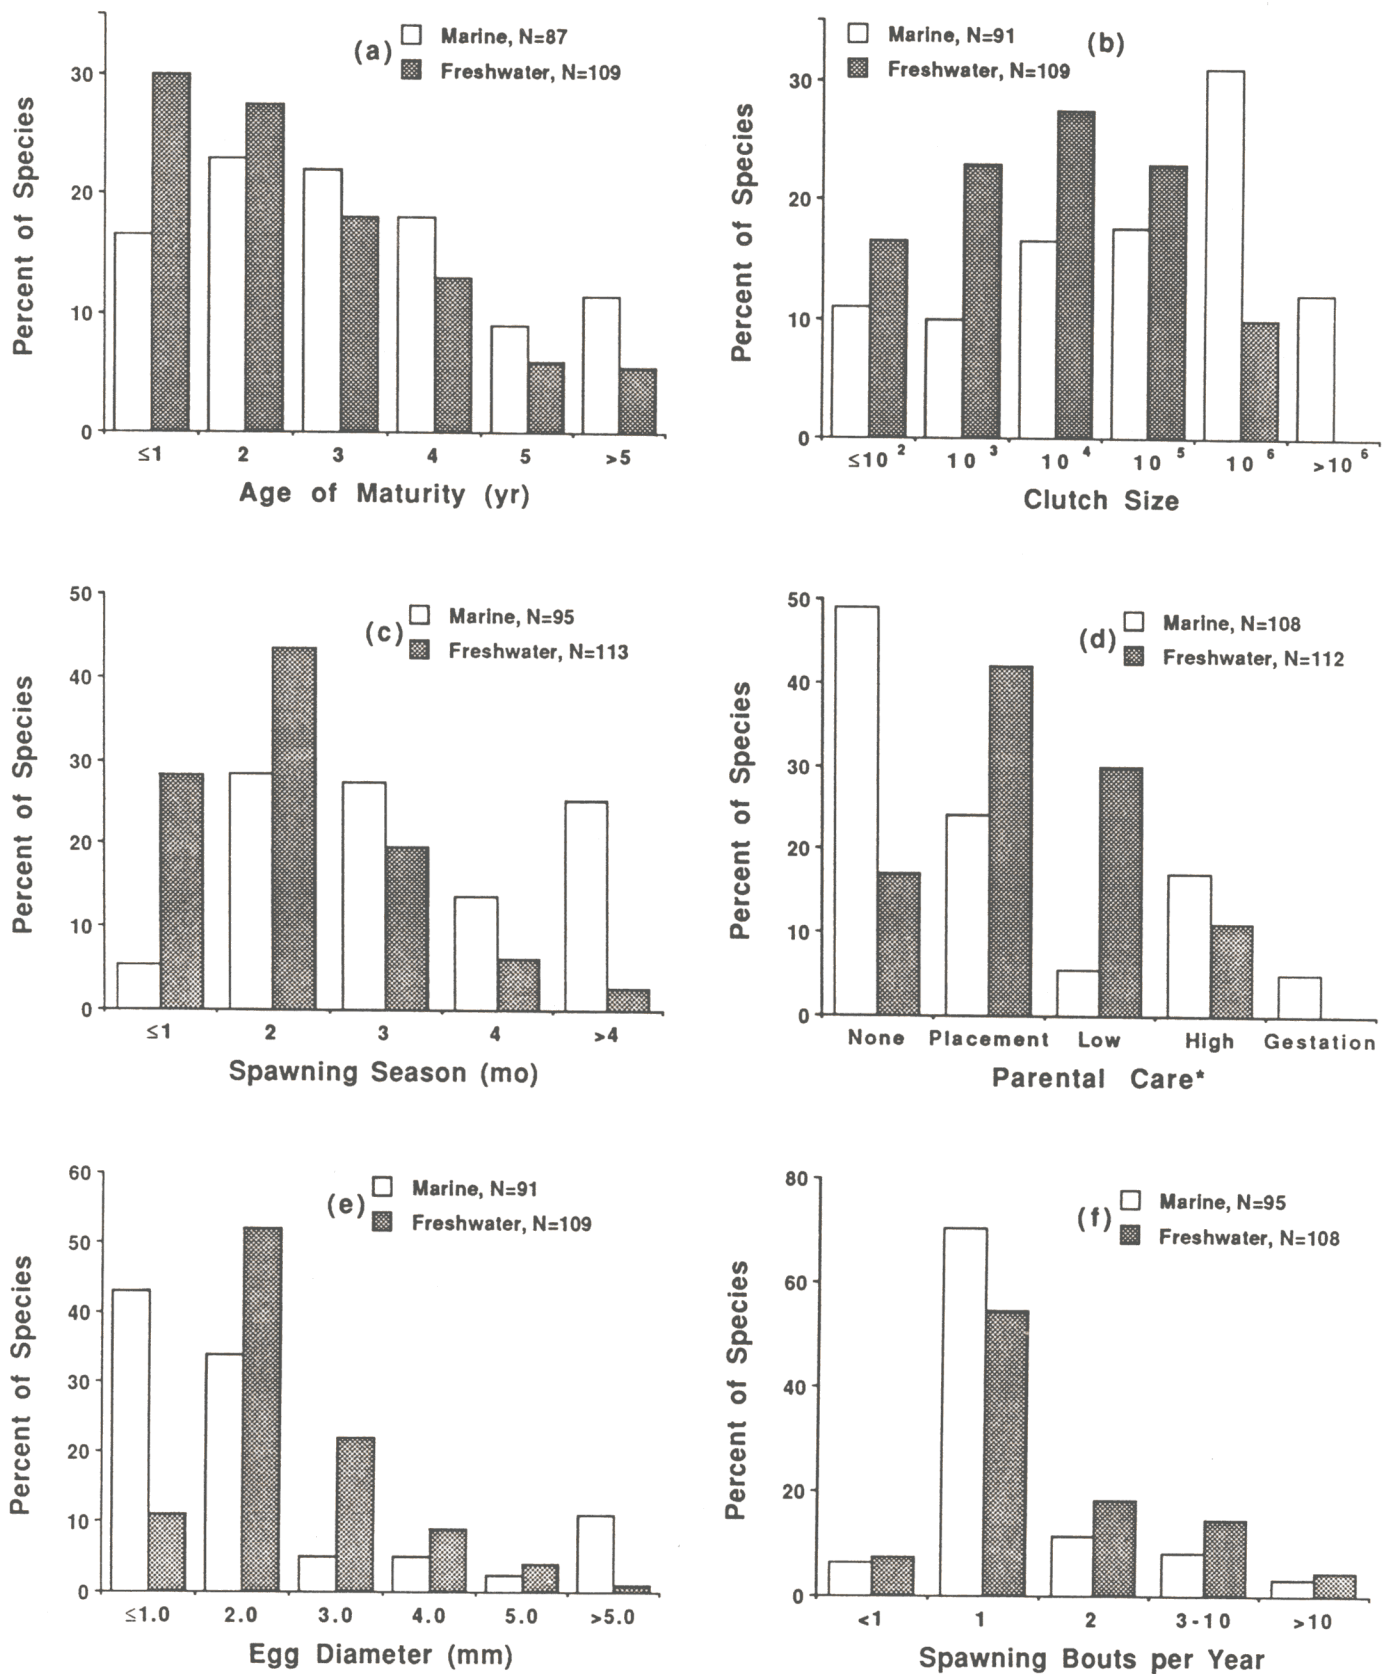 (a)
Marine, N=87
Freshwater, N=109
Percent of Species
30
20
10
0
≤1 2 3 4 5 >5
Age of Maturity (yr)
(b)
Marine, N=91
Freshwater, N=109
Percent of Species
30
20
10
0
≤10 2 10 3 10 4 10 5 10 6 >10 6
Clutch Size
(c)
Marine, N=95
Freshwater, N=113
Percent of Species
50
40
30
20
10
0
≤1 2 3 4 >4
Spawning Season (mo)
(d)
Marine, N=108
Freshwater, N=112
Percent of Species
50
40
30
20
10
0
None Placement Low High Gestation
Parental Care*
(e)
Marine, N=91
Freshwater, N=109
Percent of Species
60
50
40
30
20
10
0
≤1.0 2.0 3.0 4.0 5.0 >5.0
Egg Diameter (mm)
(f)
Marine, N=95
Freshwater, N=108
Percent of Species
80
60
40
20
0
<1 1 2 3-10 >10
Spawning Bouts per Year